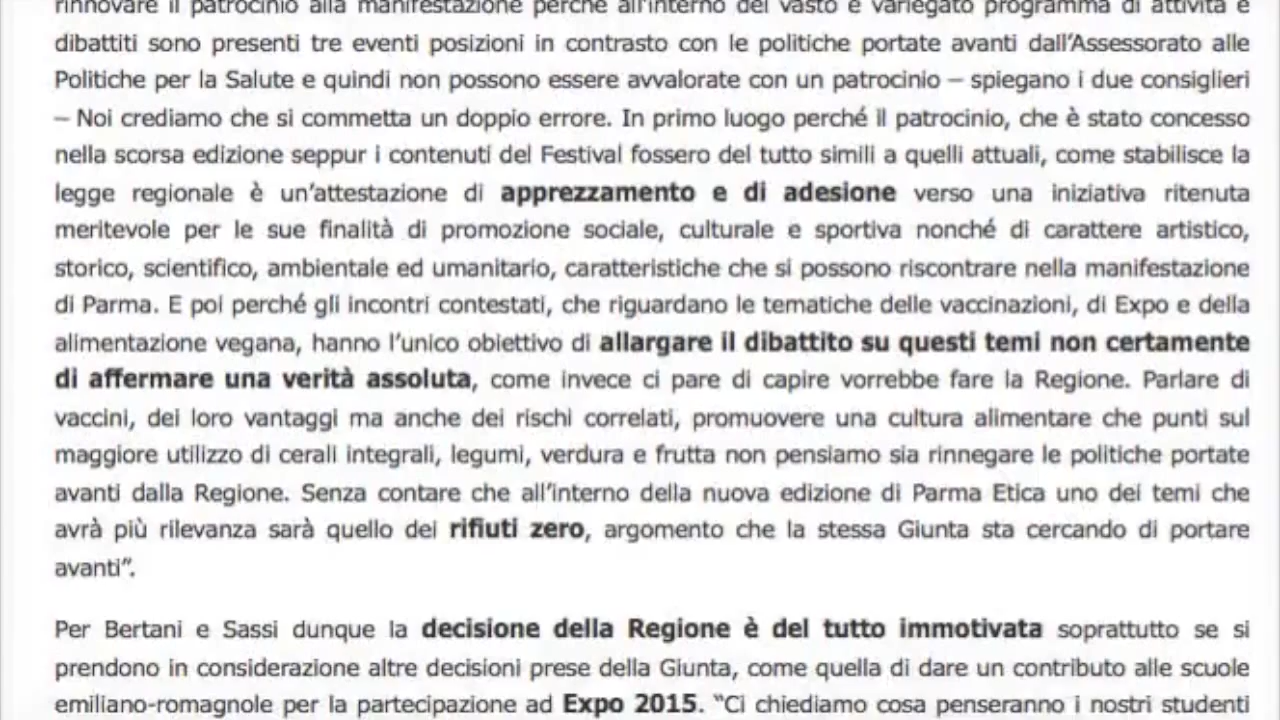 rinnovare il patrocinio alla manifestazione perché all'interno del vasto e variegato programma di attività e
dibattiti sono presenti tre eventi posizioni in contrasto con le politiche portate avanti dall'Assessorato alle
Politiche per la Salute e quindi non possono essere avvalorate con un patrocinio – spiegano i due consiglieri
– Noi crediamo che si commetta un doppio errore. In primo luogo perché il patrocinio, che è stato concesso
nella scorsa edizione seppur i contenuti del Festival fossero del tutto simili a quelli attuali, come stabilisce la
legge regionale è un'attestazione di apprezzamento e di adesione verso una iniziativa ritenuta
meritevole per le sue finalità di promozione sociale, culturale e sportiva nonché di carattere artistico,
storico, scientifico, ambientale ed umanitario, caratteristiche che si possono riscontrare nella manifestazione
di Parma. E poi perché gli incontri contestati, che riguardano le tematiche delle vaccinazioni, di Expo e della
alimentazione vegana, hanno l'unico obiettivo di allargare il dibattito su questi temi non certamente
di affermare una verità assoluta, come invece ci pare di capire vorrebbe fare la Regione. Parlare di
vaccini, dei loro vantaggi ma anche dei rischi correlati, promuovere una cultura alimentare che punti sul
maggiore utilizzo di cerali integrali, legumi, verdura e frutta non pensiamo sia rinnegare le politiche portate
avanti dalla Regione. Senza contare che all'interno della nuova edizione di Parma Etica uno dei temi che
avrà più rilevanza sarà quello dei rifiuti zero, argomento che la stessa Giunta sta cercando di portare
avanti”.
Per Bertani e Sassi dunque la decisione della Regione è del tutto immotivata soprattutto se si
prendono in considerazione altre decisioni prese della Giunta, come quella di dare un contributo alle scuole
emiliano-romagnole per la partecipazione ad Expo 2015. “Ci chiediamo cosa penseranno i nostri studenti